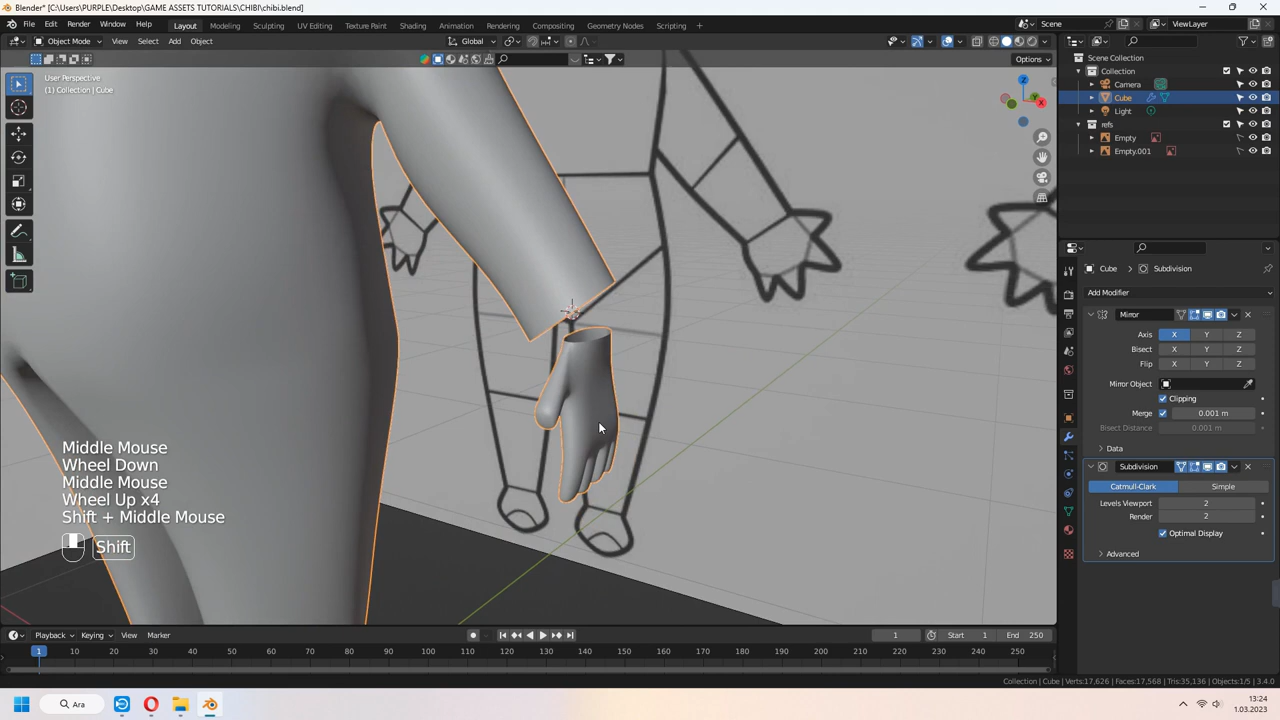 Blender* [C:\Users\PURPLE\Desktop\GAME ASSETS TUTORIALS\CHIBI\chibi.blend]
File Edit Render Window Help Layout Modeling Sculpting UV Editing Texture Paint Shading Animation Rendering Compositing Geometry Nodes Scripting Scene ViewLayer
Object Mode View Select Add Object Global
Options
User Perspective
(1) Collection | Cube
Z
Y
X
Scene Collection
Collection
Camera
Cube
Light
refs
Empty
Empty.001
Cube Subdivision
Add Modifier
Mirror
Axis X Y Z
Bisect X Y Z
Flip X Y Z
Mirror Object
Clipping
Merge 0.001 m
Bisect Distance 0.001 m
Data
Subdivision
Catmull-Clark Simple
Levels Viewport 2
Render 2
Optimal Display
Advanced
Middle Mouse
Wheel Down
Middle Mouse
Wheel Up x4
Shift + Middle Mouse
Shift
Playback Keying View Marker 1 Start 1 End 250
1 10 20 30 40 50 60 70 80 90 100 110 120 130 140 150 160 170 180 190 200 210 220 230 240 250
Collection | Cube | Verts:17,626 | Faces:17,568 | Tris:35,136 | Objects:1/5 | 3.4.0
Ara
13:24
1.03.2023